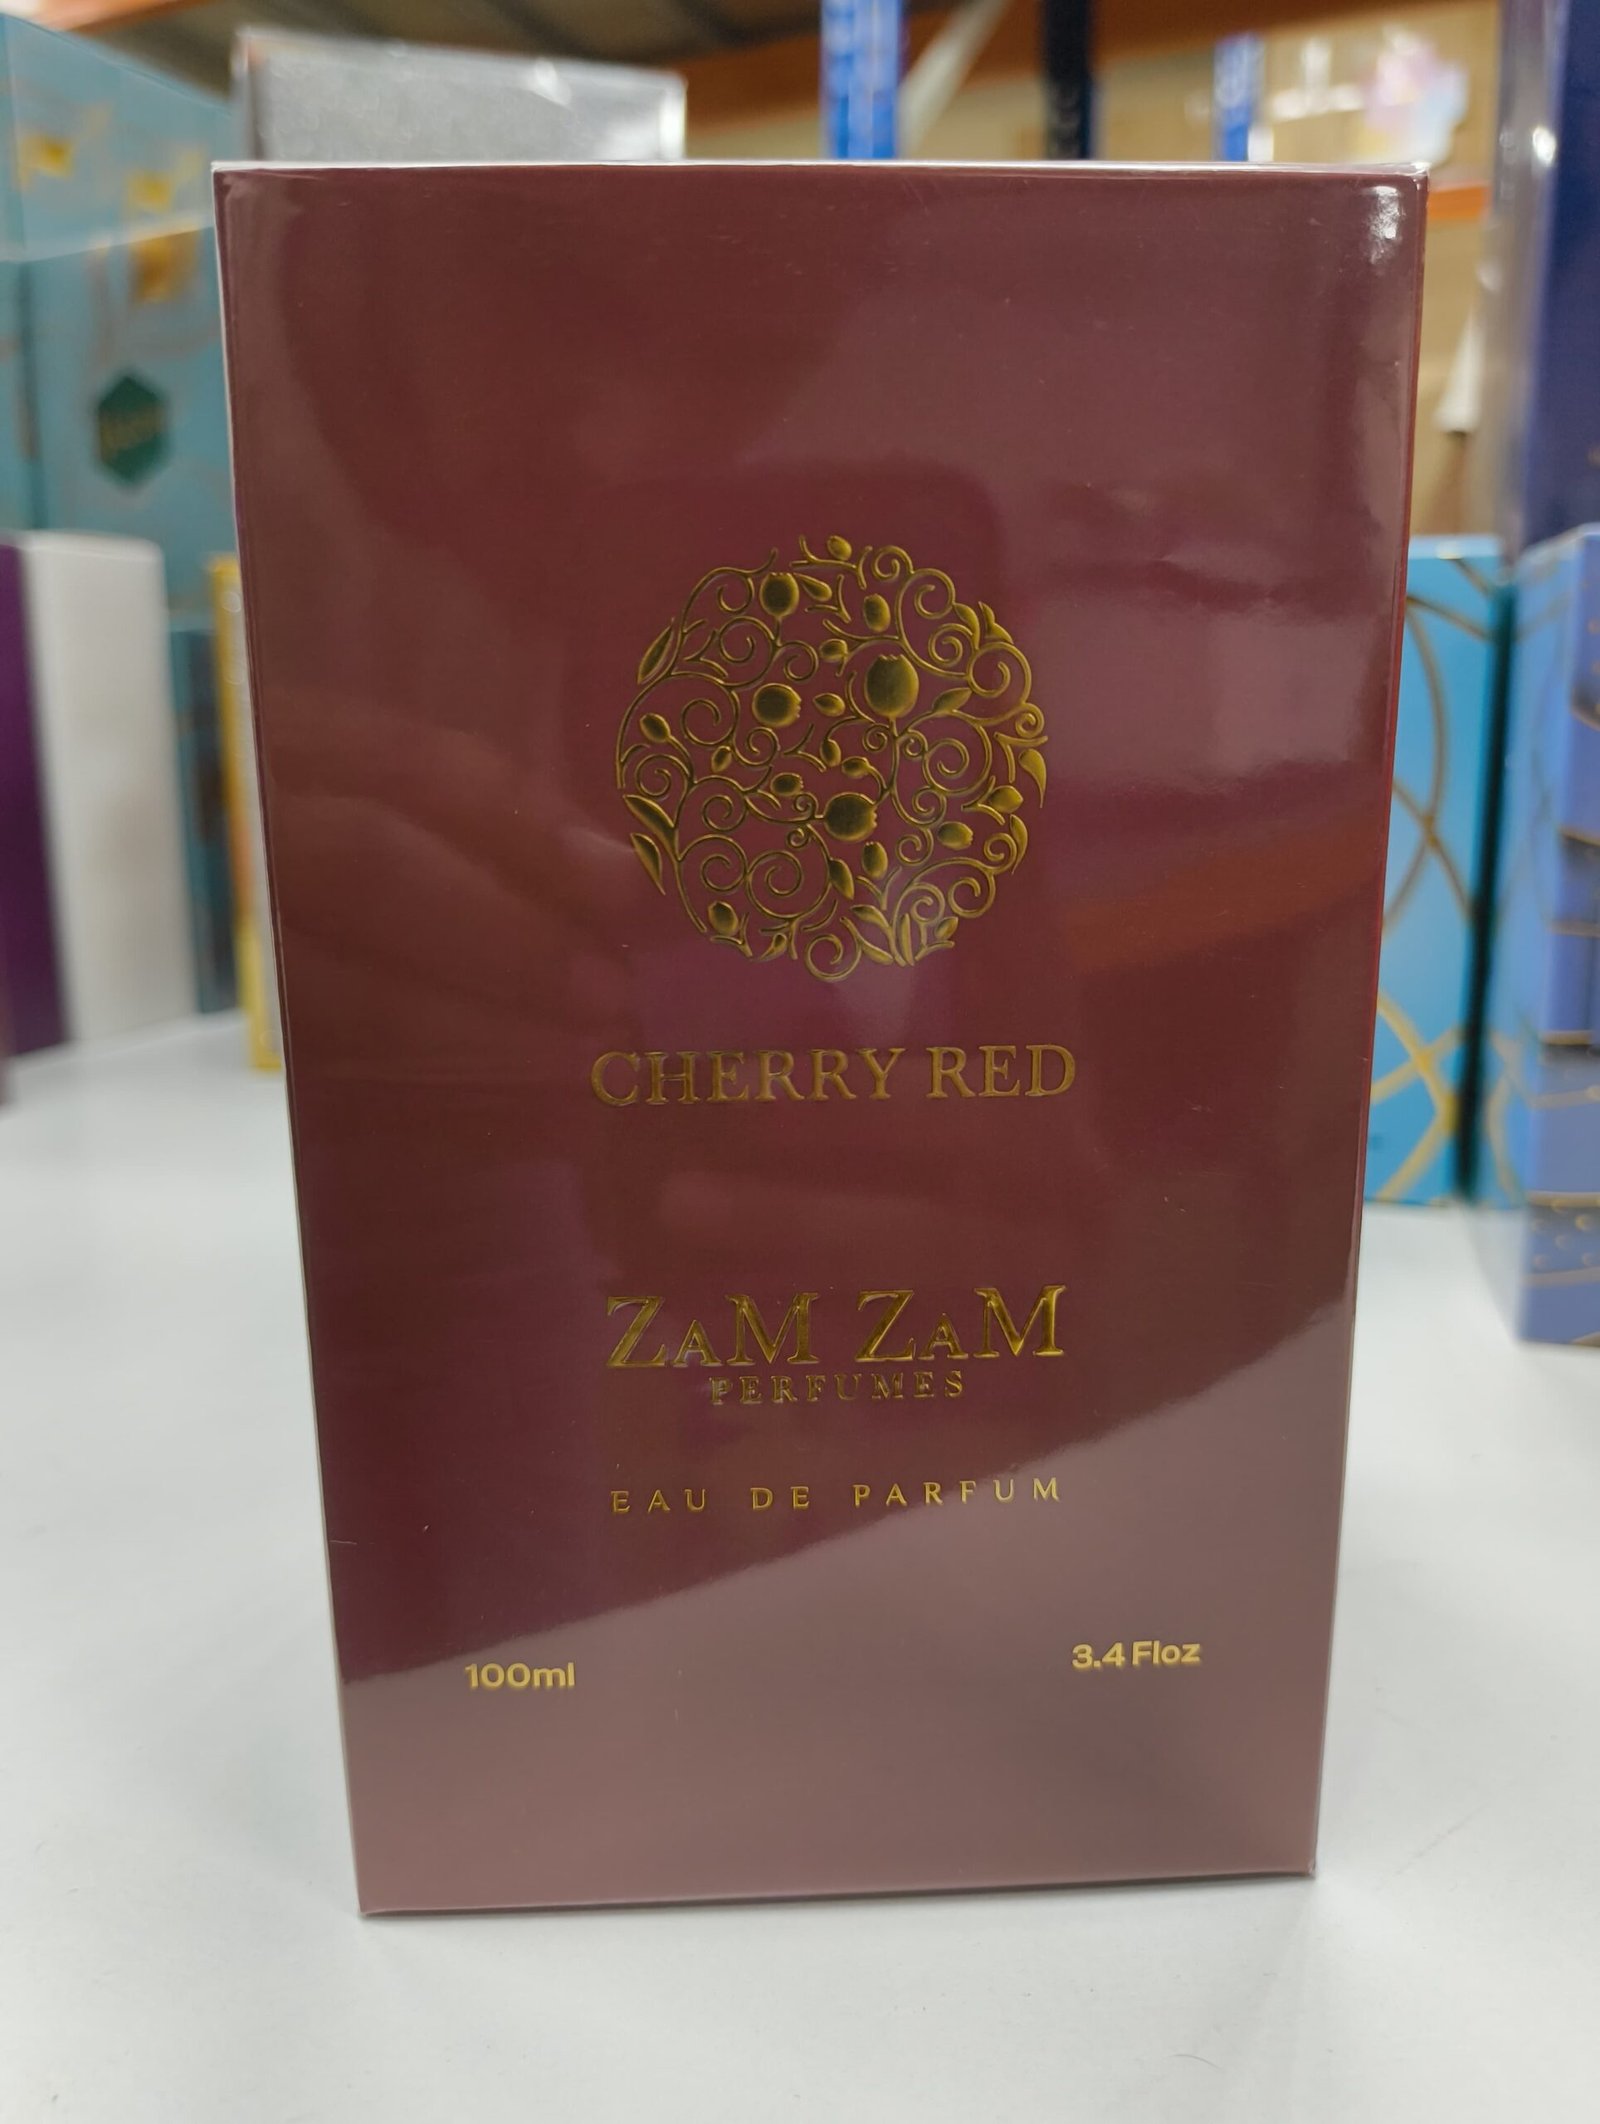 CHERRY RED
ZAM ZAM
PERFUMES
EAU DE PARFUM
100ml
3.4 Floz